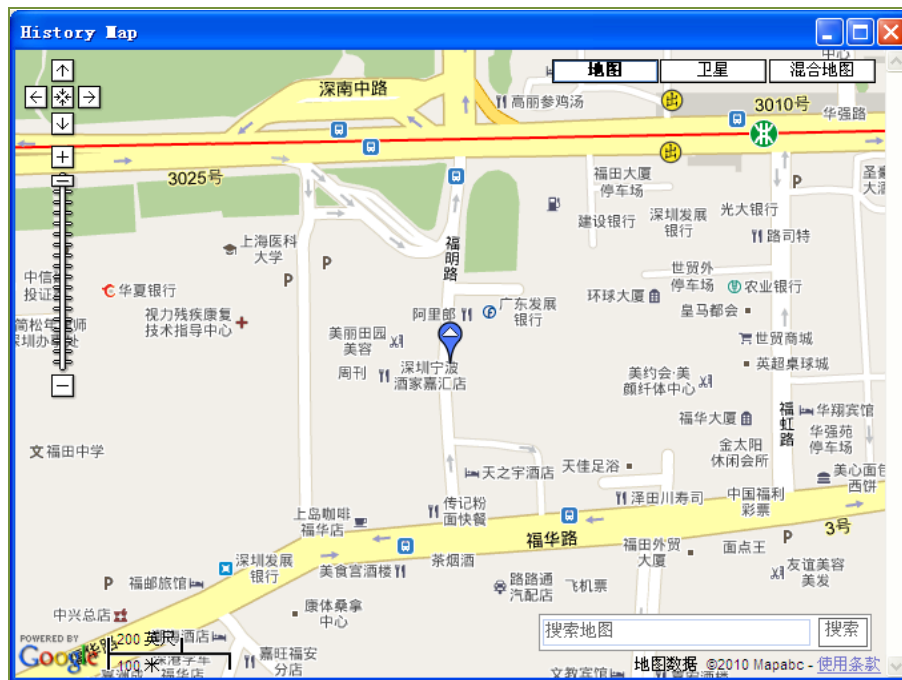 History Map
中心
地图
卫星
混合地图
深南中路
高丽参鸡汤
3010号
华强路
3025号
福田大厦
停车场
圣豪
大酒
光大银行
深圳发展
银行
建设银行
路司特
上海医科
大学
福明路
世贸外
停车场
农业银行
中信
投证
华夏银行
环球大厦
皇马都会
视力残疾康复
技术指导中心
阿里郎
广东发展
银行
美丽田园
美容
世贸商城
英超桌球城
周刊
深圳宁波
酒家嘉汇店
美约会·美
颜纤体中心
福华大厦
福虹路
华翔宾馆
华强苑
停车场
金太阳
休闲会所
文 福田中学
天之宇酒店
天佳足浴
美心面包
西饼
泽田川寿司
中国福利
彩票
传记粉
面快餐
上岛咖啡
福华店
3号
福华路
福田外贸
大厦
面点王
茶烟酒
深圳发展
银行
美食宫酒楼
友谊美容
美发
福邮旅馆
路路通
汽配店
飞机票
康体桑拿
中心
中兴总店
搜索地图
搜索
POWERED BY
Google
200 英尺
100 米
嘉旺福安
分店
文教宾馆
地图数据 ©2010 Mapabc - 使用条款